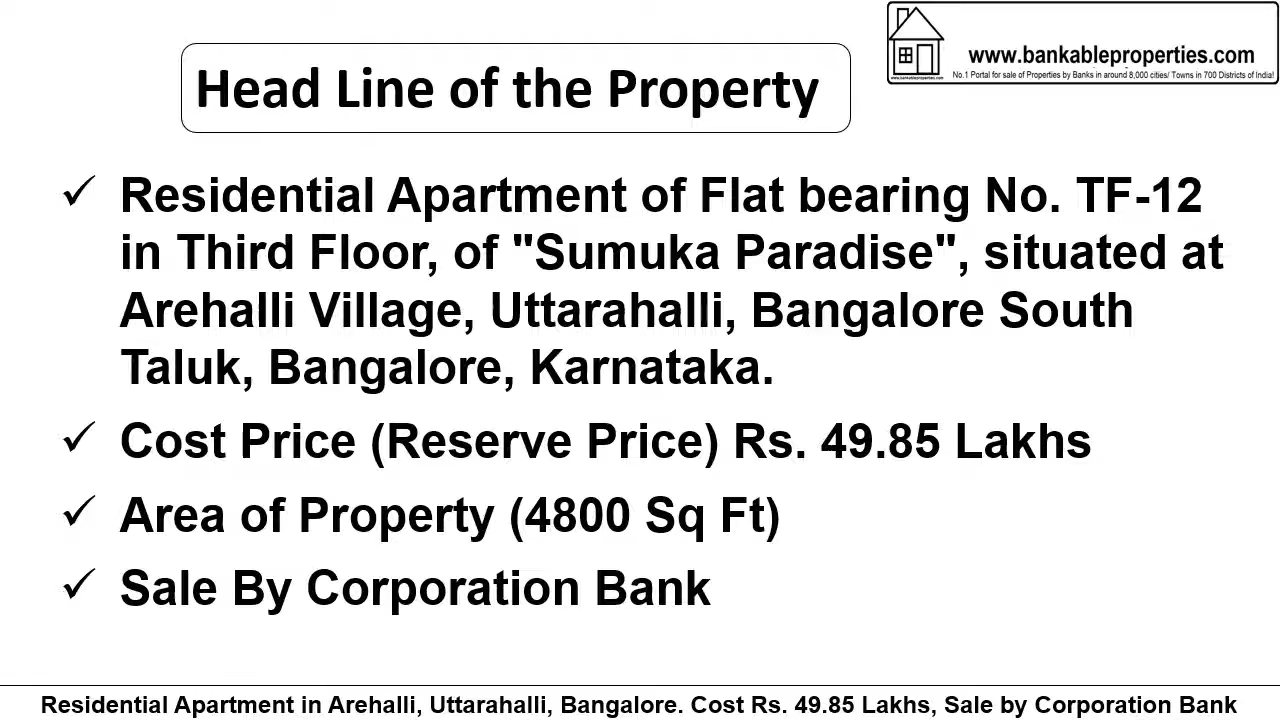 www.bankableproperties.com
No.1 Portal for sale of Properties by Banks in around 8,000 cities/ Towns in 700 Districts of India!
www.bankableproperties.com
Head Line of the Property
✓ Residential Apartment of Flat bearing No. TF-12
in Third Floor, of "Sumuka Paradise", situated at
Arehalli Village, Uttarahalli, Bangalore South
Taluk, Bangalore, Karnataka.
✓ Cost Price (Reserve Price) Rs. 49.85 Lakhs
✓ Area of Property (4800 Sq Ft)
✓ Sale By Corporation Bank
Residential Apartment in Arehalli, Uttarahalli, Bangalore. Cost Rs. 49.85 Lakhs, Sale by Corporation Bank